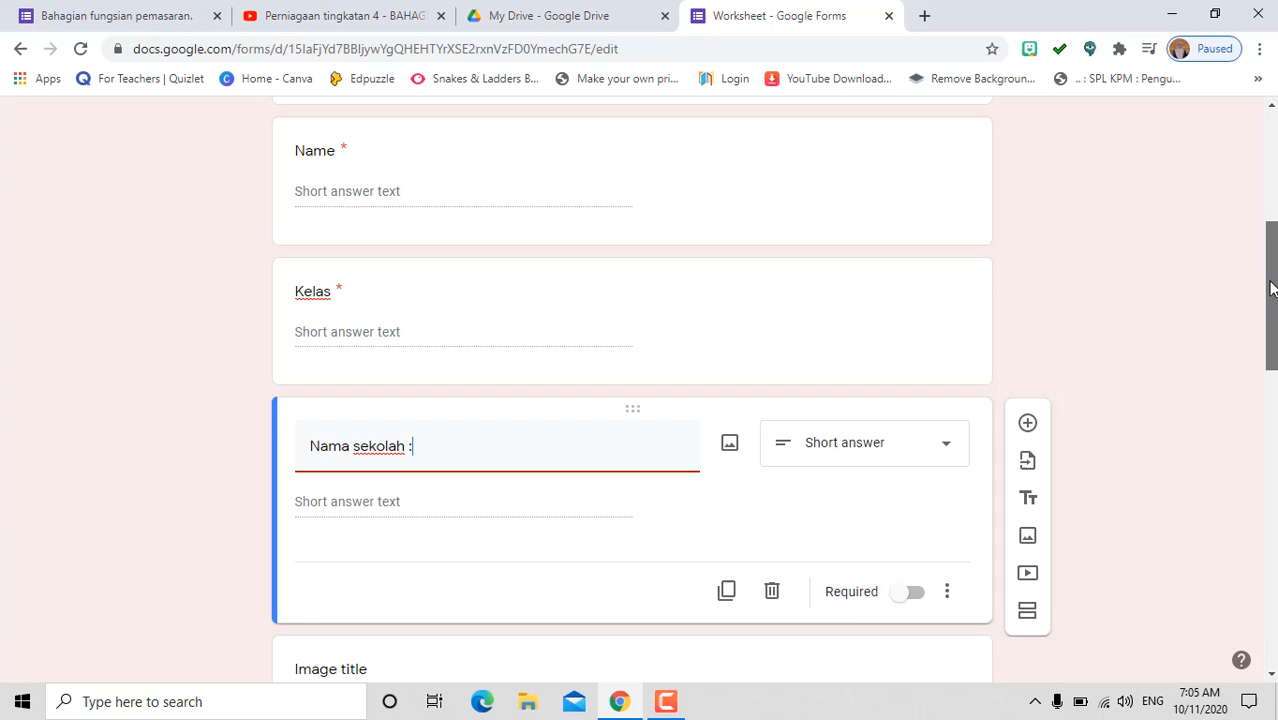 Bahagian fungsian pemasaran.
Perniagaan tingkatan 4 - BAHAG
My Drive - Google Drive
Worksheet - Google Forms
docs.google.com/forms/d/15IaFjYd7BBljywYgQHEHTYrXSE2rxnVzFD0YmechG7E/edit
Paused
Apps
For Teachers | Quizlet
Home - Canva
Edpuzzle
Snakes & Ladders B...
Make your own pri...
Login
YouTube Download...
Remove Backgroun...
.. : SPL KPM : Pengu...
»
Name *
Short answer text
Kelas *
Short answer text
Nama sekolah :
Short answer
Short answer text
Required
Image title
Type here to search
ENG
7:05 AM
10/11/2020